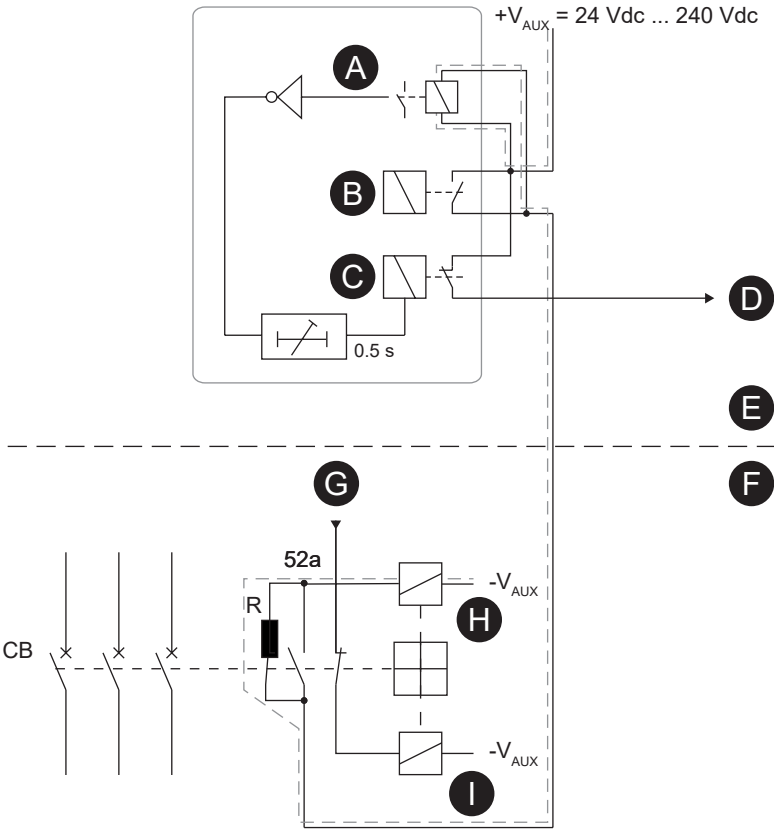 +VAUX = 24 Vdc ... 240 Vdc
A
B
C
D
0.5 s
E
F
G
52a
-VAUX
H
R
CB
-VAUX
I